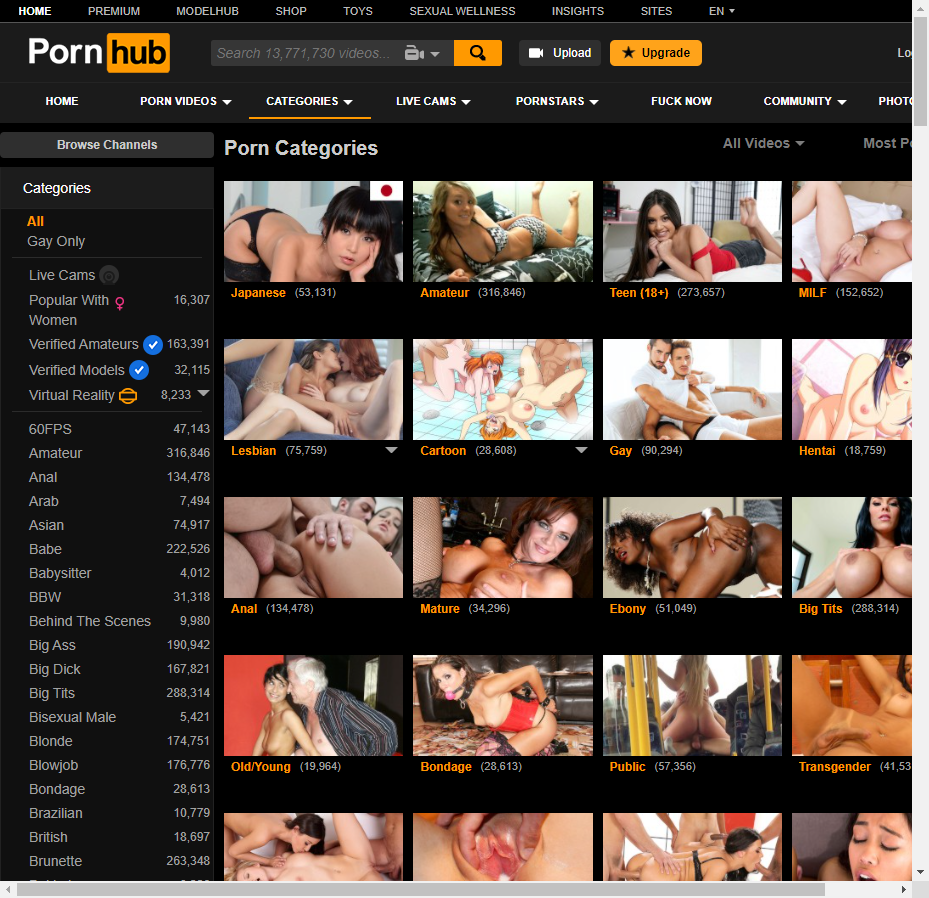 HOME PREMIUM MODELHUB SHOP TOYS SEXUAL WELLNESS INSIGHTS SITES EN
Porn hub Search 13,771,730 videos... Upload Upgrade Lo
HOME PORN VIDEOS CATEGORIES LIVE CAMS PORNSTARS FUCK NOW COMMUNITY PHOTO
Browse Channels
Porn Categories All Videos Most Po
Categories
All
Gay Only
Live Cams
Popular With
Women 16,307
Verified Amateurs 163,391
Verified Models 32,115
Virtual Reality 8,233
60FPS 47,143
Amateur 316,846
Anal 134,478
Arab 7,494
Asian 74,917
Babe 222,526
Babysitter 4,012
BBW 31,318
Behind The Scenes 9,980
Big Ass 190,942
Big Dick 167,821
Big Tits 288,314
Bisexual Male 5,421
Blonde 174,751
Blowjob 176,776
Bondage 28,613
Brazilian 10,779
British 18,697
Brunette 263,348
Japanese (53,131) Amateur (316,846) Teen (18+) (273,657) MILF (152,652)
Lesbian (75,759) Cartoon (28,608) Gay (90,294) Hentai (18,759)
Anal (134,478) Mature (34,296) Ebony (51,049) Big Tits (288,314)
Old/Young (19,964) Bondage (28,613) Public (57,356) Transgender (41,53